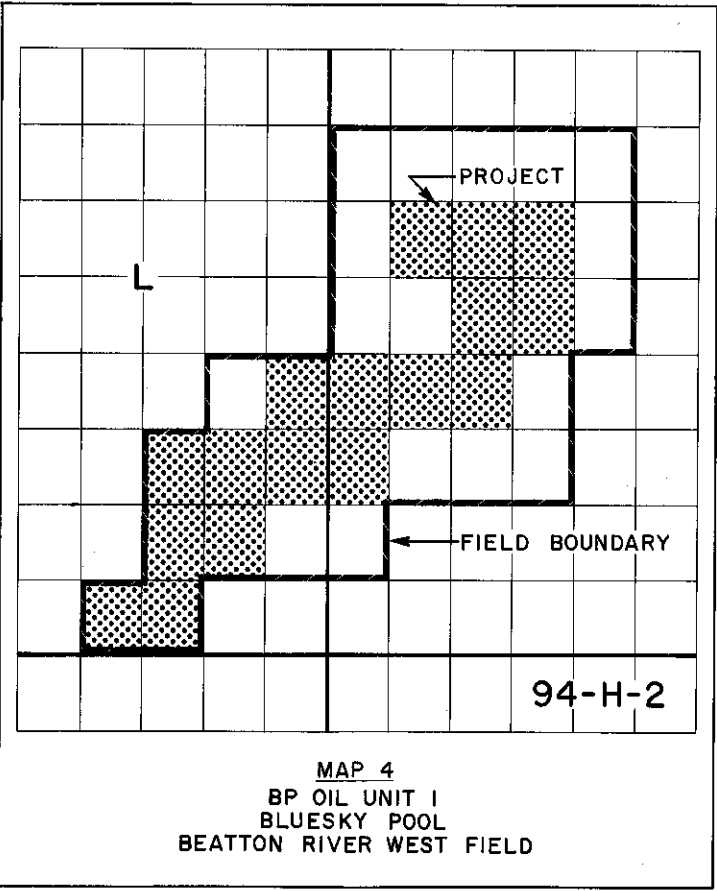 PROJECT
L
FIELD BOUNDARY
94-H-2
MAP 4
BP OIL UNIT I
BLUESKY POOL
BEATTON RIVER WEST FIELD